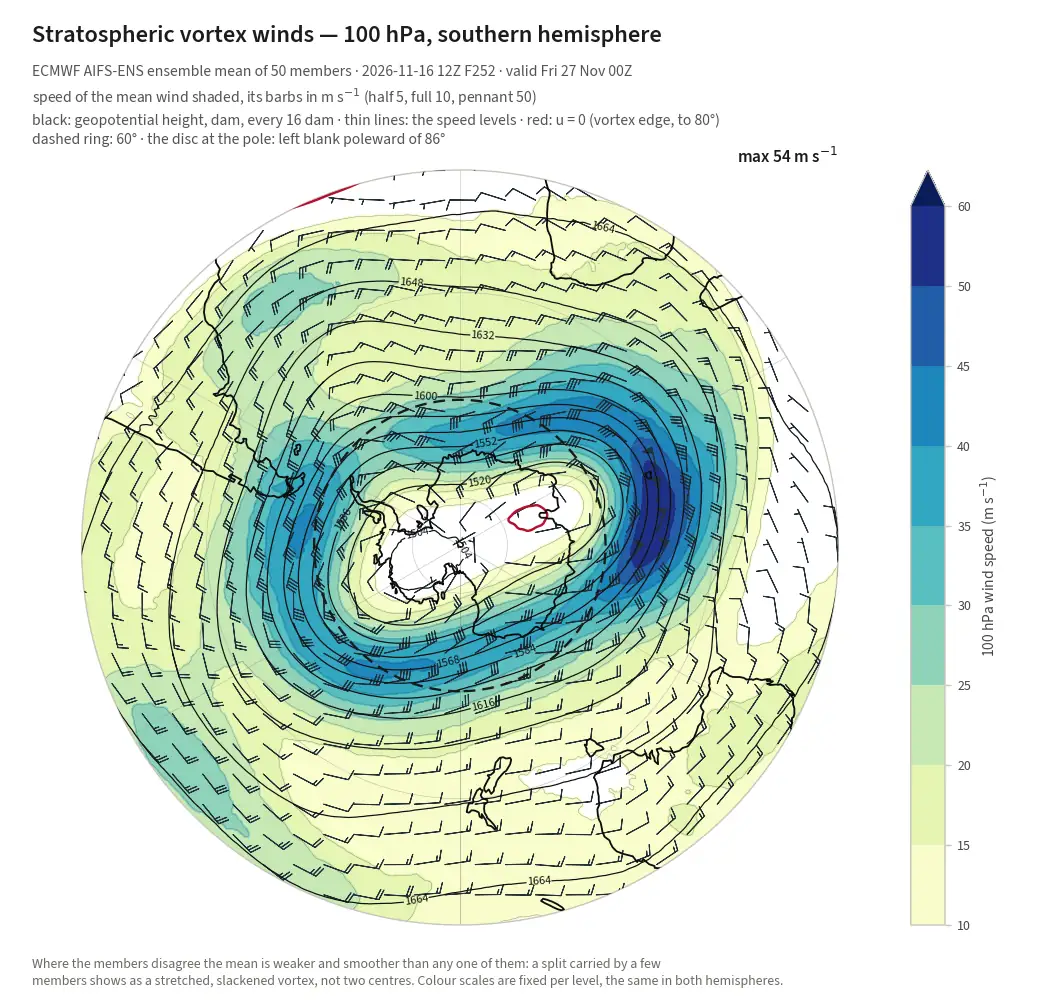 Stratospheric vortex winds — 100 hPa, southern hemisphere
ECMWF AIFS-ENS ensemble mean of 50 members · 2026-11-16 12Z F252 · valid Fri 27 Nov 00Z
speed of the mean wind shaded, its barbs in m s⁻¹ (half 5, full 10, pennant 50)
black: geopotential height, dam, every 16 dam · thin lines: the speed levels · red: u = 0 (vortex edge, to 80°)
dashed ring: 60° · the disc at the pole: left blank poleward of 86°
max 54 m s⁻¹
1664
1648
1632
1600
1552
1520
1568
1584
1616
1664
1664
60
50
45
40
35
30
25
20
15
10
100 hPa wind speed (m s⁻¹)
Where the members disagree the mean is weaker and smoother than any one of them: a split carried by a few
members shows as a stretched, slackened vortex, not two centres. Colour scales are fixed per level, the same in both hemispheres.